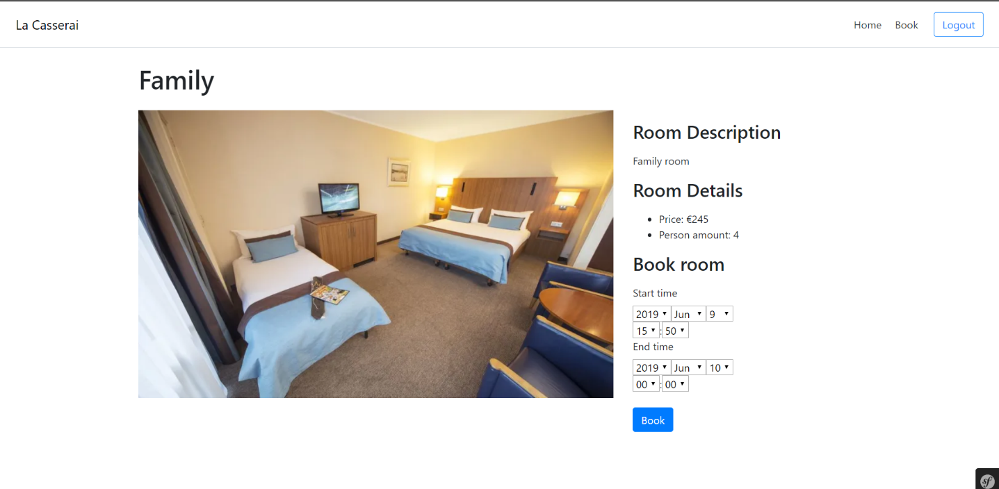 La Casserai
Home Book Logout
Family
Room Description
Family room
Room Details
Price: €245
Person amount: 4
Book room
Start time
2019 Jun 9
15 : 50
End time
2019 Jun 10
00 : 00
Book
sf